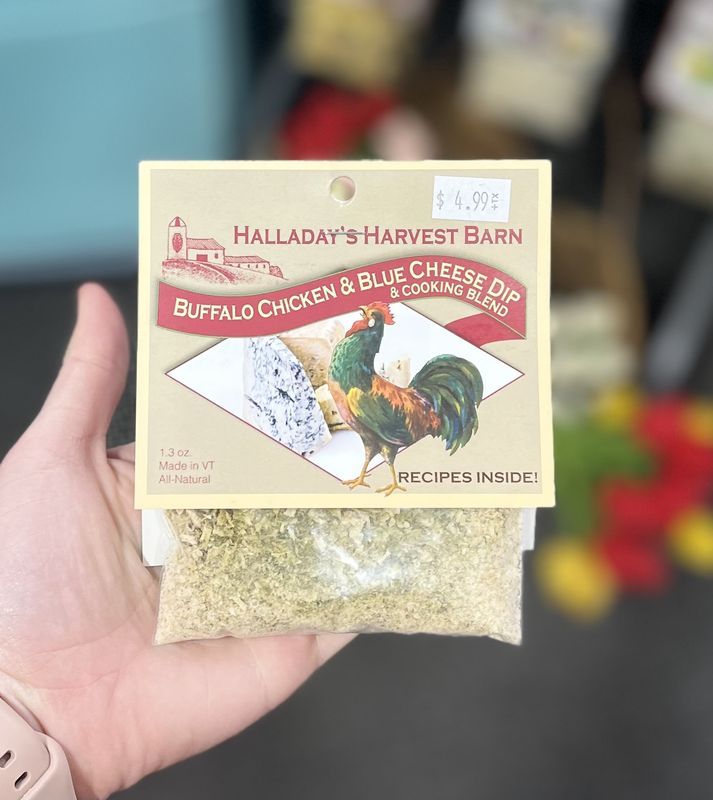 $ 4.99 +TX
HALLADAY'S HARVEST BARN
BUFFALO CHICKEN & BLUE CHEESE DIP
& COOKING BLEND
1.3 oz.
Made in VT
All-Natural
RECIPES INSIDE!